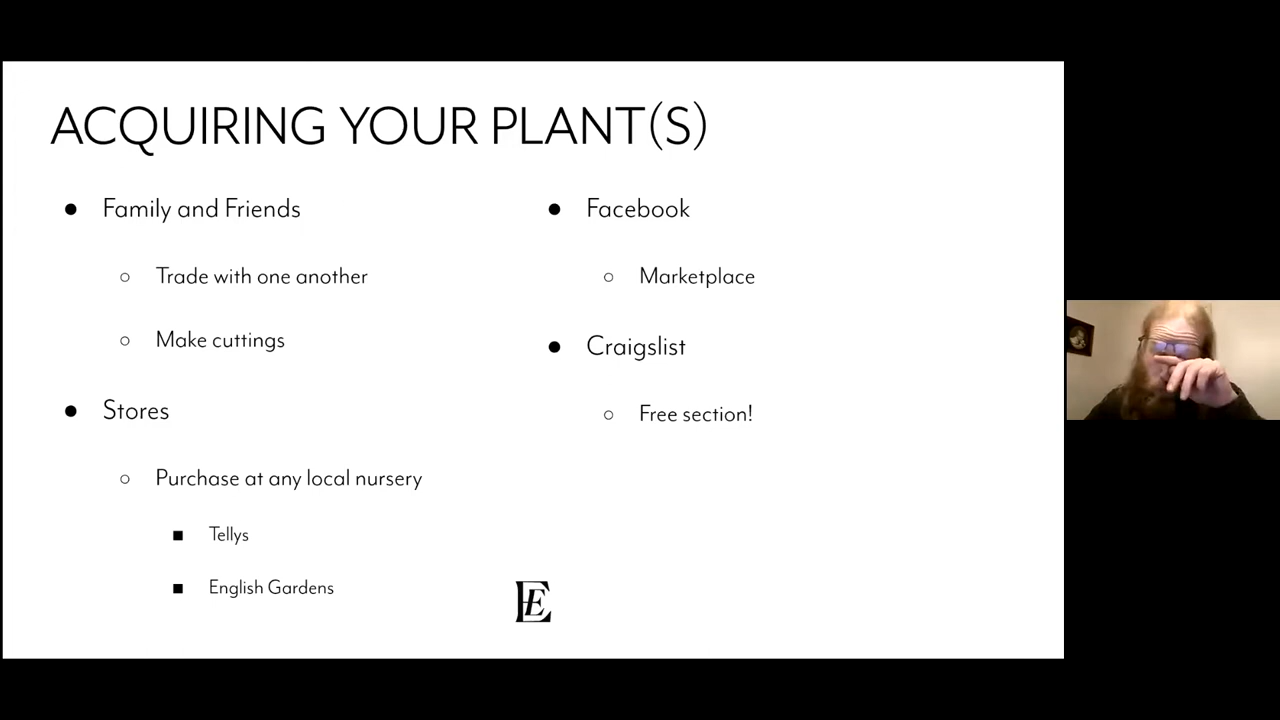 ACQUIRING YOUR PLANT(S)
Family and Friends
Trade with one another
Make cuttings
Stores
Purchase at any local nursery
Tellys
English Gardens
Facebook
Marketplace
Craigslist
Free section!